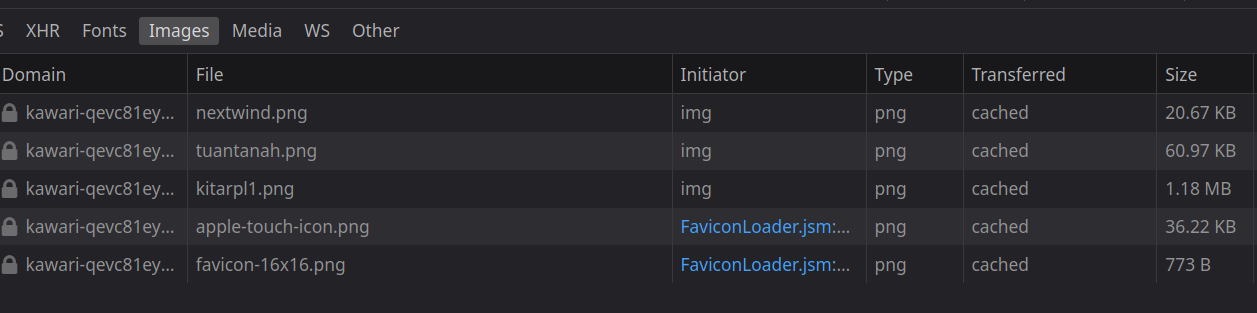 S XHR Fonts Images Media WS Other
Domain File Initiator Type Transferred Size
kawari-qevc81ey... nextwind.png img png cached 20.67 KB
kawari-qevc81ey... tuantanah.png img png cached 60.97 KB
kawari-qevc81ey... kitarpl1.png img png cached 1.18 MB
kawari-qevc81ey... apple-touch-icon.png FaviconLoader.jsm:... png cached 36.22 KB
kawari-qevc81ey... favicon-16x16.png FaviconLoader.jsm:... png cached 773 B